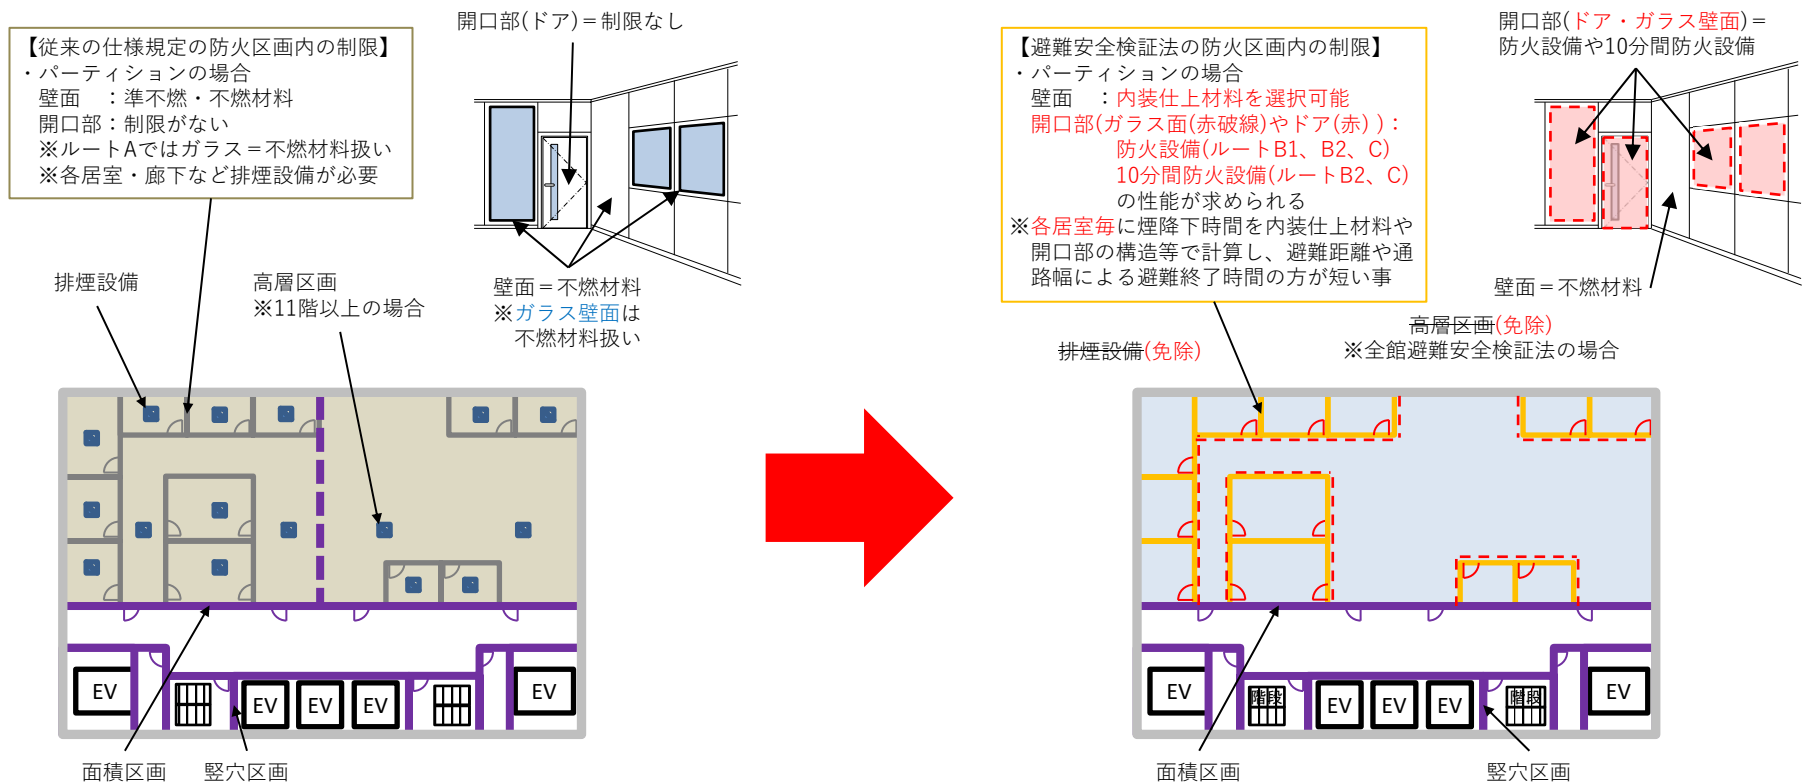 【従来の仕様規定の防火区画内の制限】
・パーティションの場合
壁面　：準不燃・不燃材料
開口部：制限がない
※ルートAではガラス＝不燃材料扱い
※各居室・廊下など排煙設備が必要
開口部(ドア)＝制限なし
壁面＝不燃材料
※ガラス壁面は
不燃材料扱い
排煙設備
高層区画
※11階以上の場合
EV
EV
EV
EV
EV
面積区画
竪穴区画
【避難安全検証法の防火区画内の制限】
・パーティションの場合
壁面　：内装仕上材料を選択可能
開口部(ガラス面(赤破線)やドア(赤))：
防火設備(ルートB1、B2、C)
10分間防火設備(ルートB2、C)
の性能が求められる
※各居室毎に煙降下時間を内装仕上材料や
開口部の構造等で計算し、避難距離や通
路幅による避難終了時間の方が短い事
開口部(ドア・ガラス壁面)＝
防火設備や10分間防火設備
壁面＝不燃材料
排煙設備(免除)
高層区画(免除)
※全館避難安全検証法の場合
EV
階段
EV
EV
EV
階段
EV
面積区画
竪穴区画